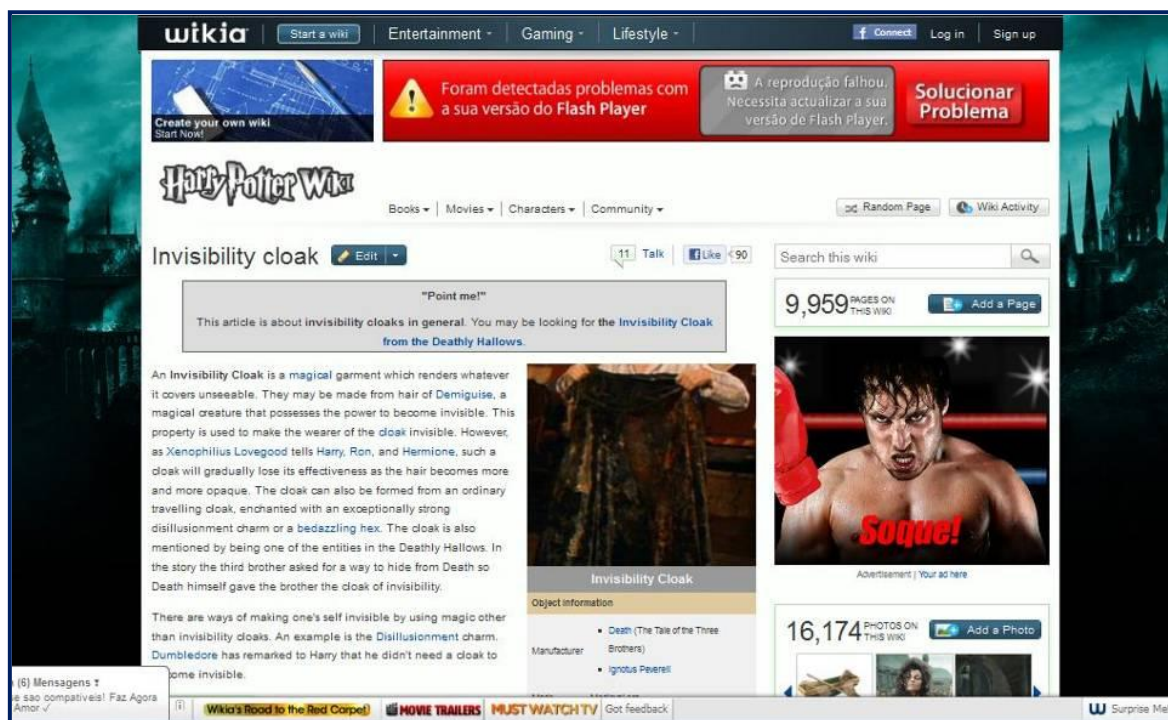 wikia
Start a wiki
Entertainment
Gaming
Lifestyle
f Connect
Log in
Sign up
Create your own wiki
Start Now!
Foram detectadas problemas com
a sua versão do Flash Player
A reprodução falhou.
Necessita actualizar a sua
versão de Flash Player.
Solucionar
Problema
Harry Potter Wiki
Books
Movies
Characters
Community
Random Page
Wiki Activity
Invisibility cloak
Edit
11 Talk
Like 90
Search this wiki
"Point me!"
This article is about invisibility cloaks in general. You may be looking for the Invisibility Cloak
from the Deathly Hallows.
9,959 PAGES ON
THIS WIKI
Add a Page
An Invisibility Cloak is a magical garment which renders whatever
it covers unseeable. They may be made from hair of Demiguise, a
magical creature that possesses the power to become invisible. This
property is used to make the wearer of the cloak invisible. However,
as Xenophilius Lovegood tells Harry, Ron, and Hermione, such a
cloak will gradually lose its effectiveness as the hair becomes more
and more opaque. The cloak can also be formed from an ordinary
travelling cloak, enchanted with an exceptionally strong
disillusionment charm or a bedazzling hex. The cloak is also
mentioned by being one of the entities in the Deathly Hallows. In
the story the third brother asked for a way to hide from Death so
Death himself gave the brother the cloak of invisibility.
There are ways of making one's self invisible by using magic other
than invisibility cloaks. An example is the Disillusionment charm.
Dumbledore has remarked to Harry that he didn't need a cloak to
come invisible.
Invisibility Cloak
Object information
Manufacturer
Death (The Tale of the Three
Brothers)
Ignotus Peverell
Soque!
Advertisement | Your ad here
16,174 PHOTOS ON
THIS WIKI
Add a Photo
(6) Mensagens
e sao compativeis! Faz Agora
Amor ✓
Wikia's Road to the Red Carpet
MOVIE TRAILERS
MUST WATCH TV
Got feedback
Surprise Me